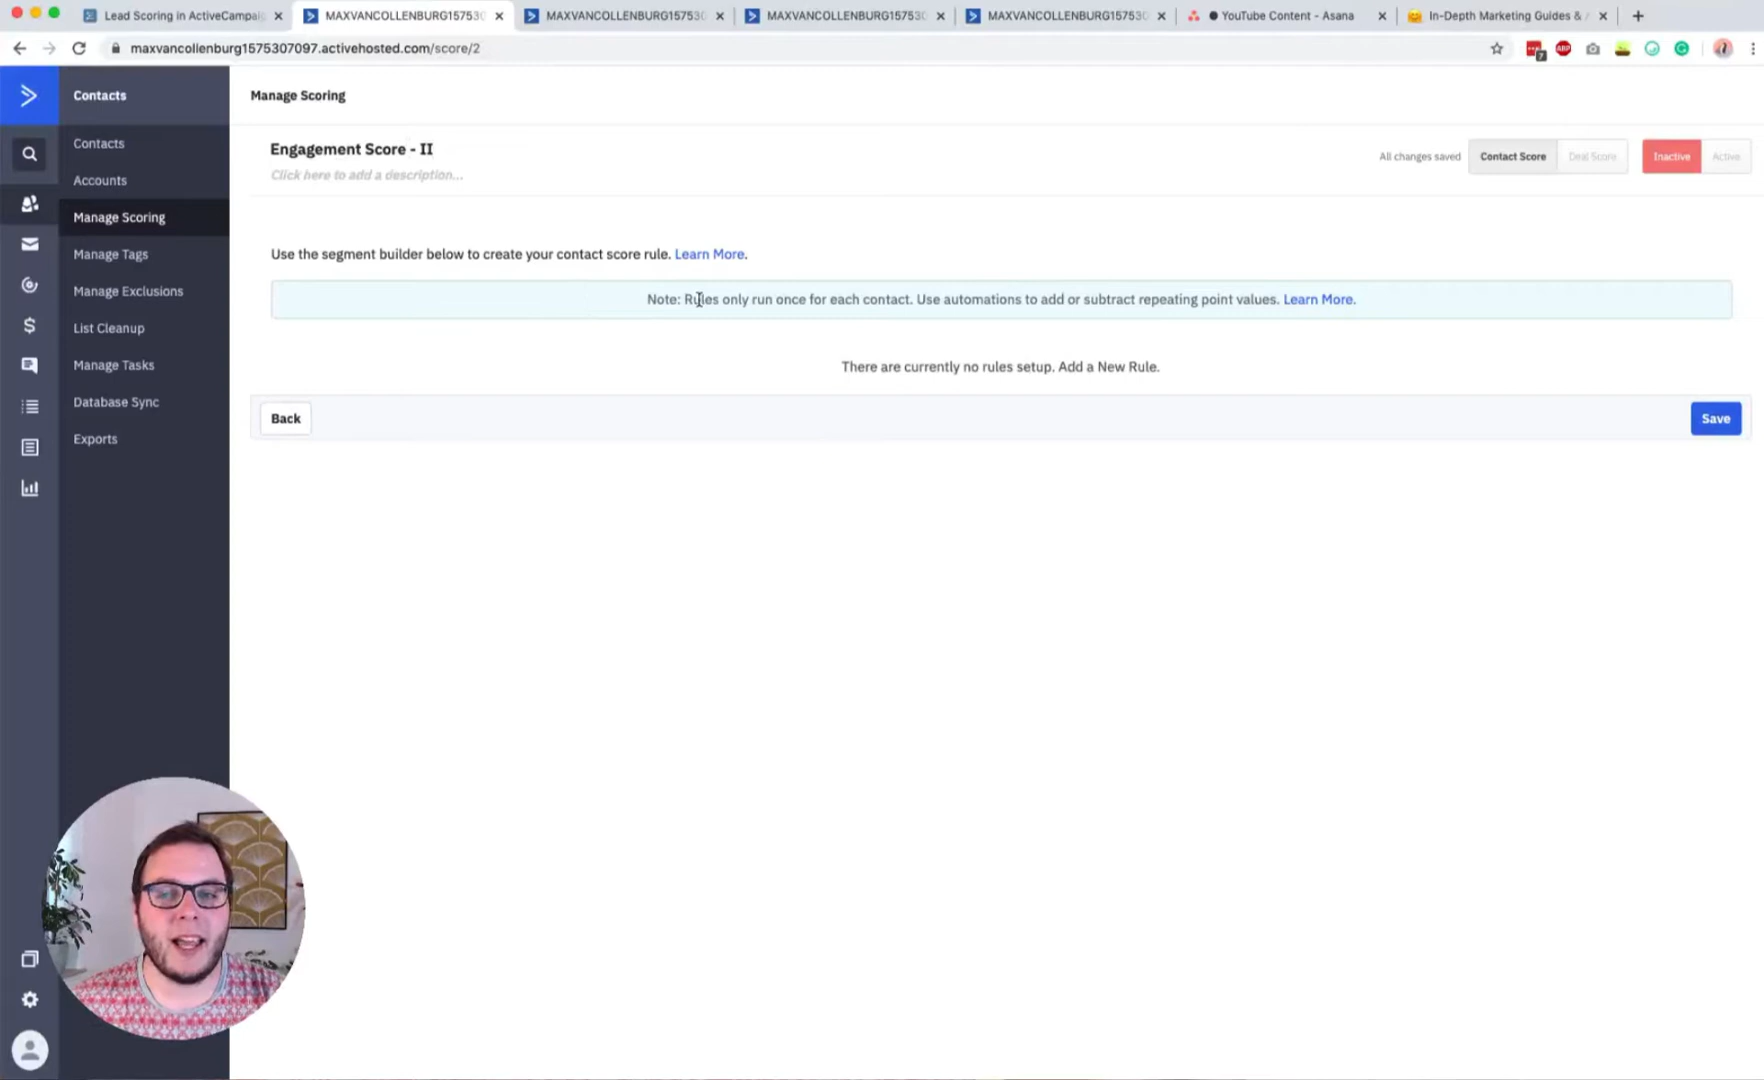 Lead Scoring in ActiveCampaig
MAXVANCOLLENBURG15753
MAXVANCOLLENBURG157530
MAXVANCOLLENBURG157530
MAXVANCOLLENBURG157530
YouTube Content - Asana
In-Depth Marketing Guides &
maxvancollenburg1575307097.activehosted.com/score/2
7
ABP
Contacts
Manage Scoring
Contacts
Accounts
Manage Scoring
Manage Tags
Manage Exclusions
List Cleanup
Manage Tasks
Database Sync
Exports
Engagement Score - II
Click here to add a description...
All changes saved
Contact Score
Deal Score
Inactive
Active
Use the segment builder below to create your contact score rule. Learn More.
Note: Rules only run once for each contact. Use automations to add or subtract repeating point values. Learn More.
There are currently no rules setup. Add a New Rule.
Back
Save